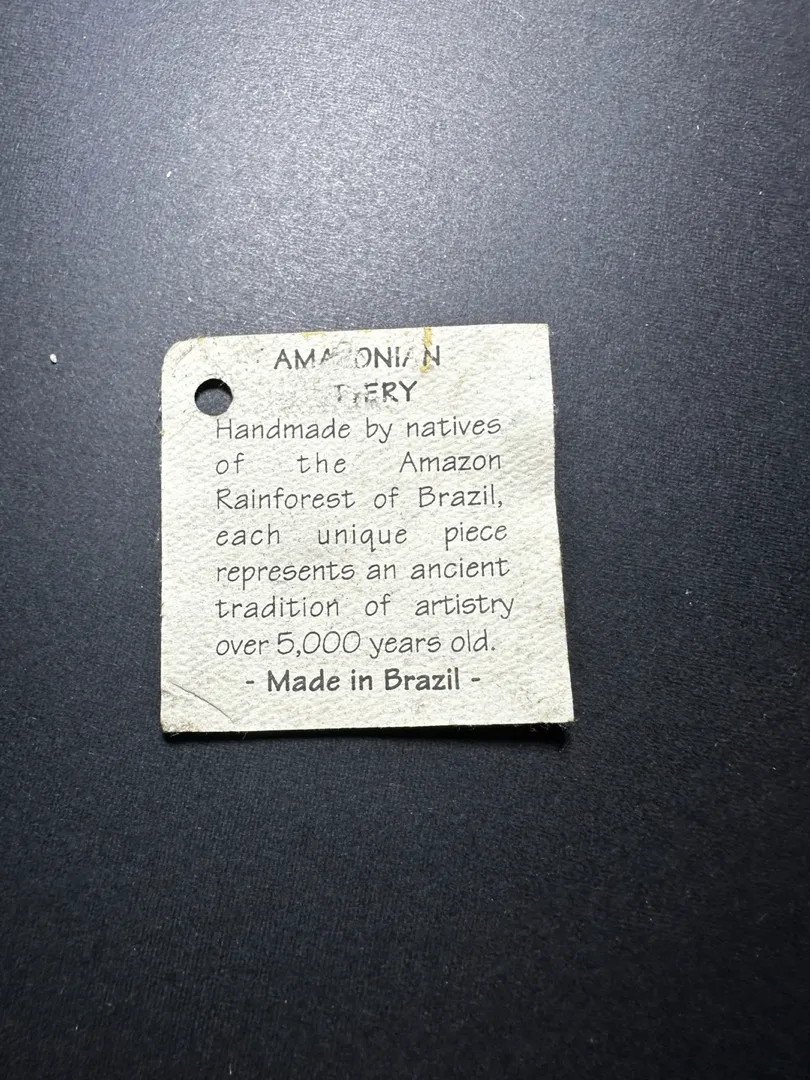 AMAZONIAN
Handmade by natives
of the Amazon
Rainforest of Brazil,
each unique piece
represents an ancient
tradition of artistry
over 5,000 years old.
- Made in Brazil -